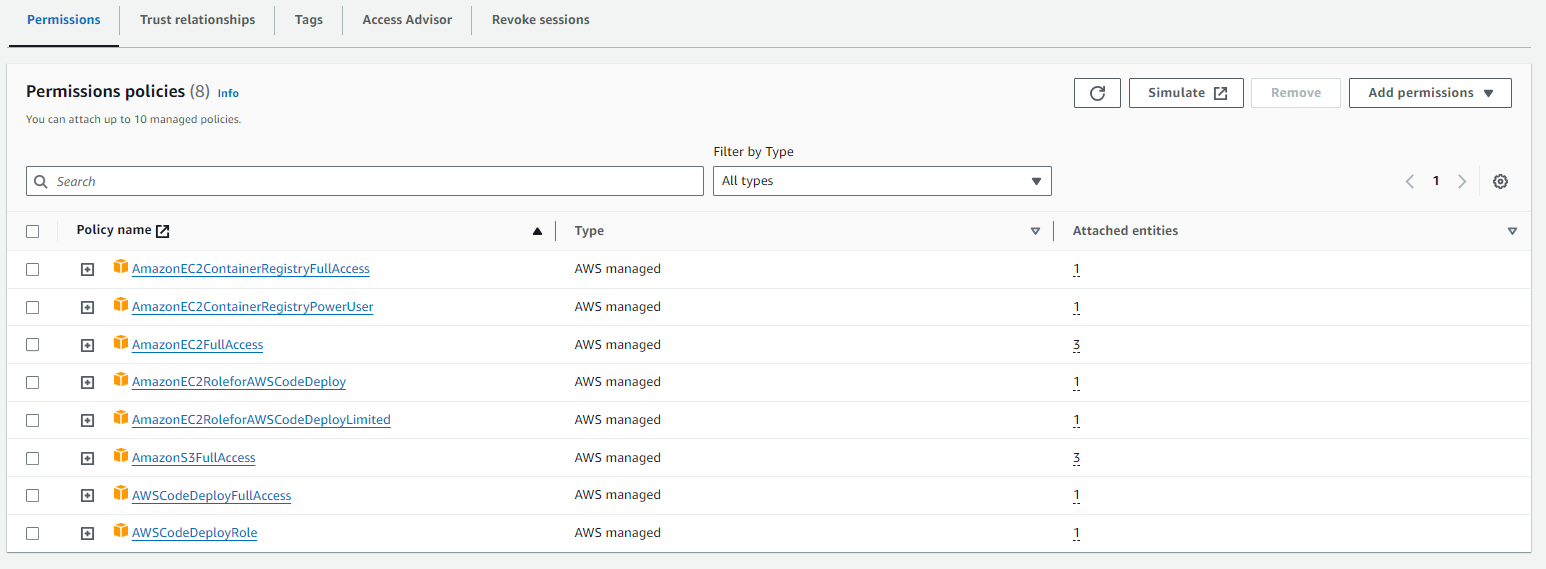 Permissions Trust relationships Tags Access Advisor Revoke sessions
Permissions policies (8) Info
Simulate Remove Add permissions
You can attach up to 10 managed policies.
Filter by Type
Search All types 1
Policy name Type Attached entities
AmazonEC2ContainerRegistryFullAccess AWS managed 1
AmazonEC2ContainerRegistryPowerUser AWS managed 1
AmazonEC2FullAccess AWS managed 3
AmazonEC2RoleforAWSCodeDeploy AWS managed 1
AmazonEC2RoleforAWSCodeDeployLimited AWS managed 1
AmazonS3FullAccess AWS managed 3
AWSCodeDeployFullAccess AWS managed 1
AWSCodeDeployRole AWS managed 1